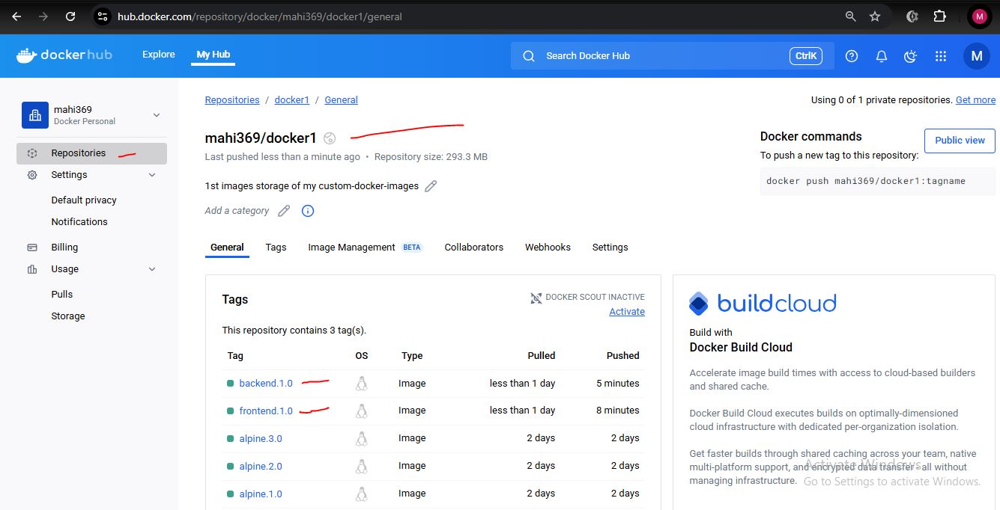 hub.docker.com/repository/docker/mahi369/docker1/general
M
docker hub
Explore
My Hub
Search Docker Hub
CtrlK
M
mahi369
Docker Personal
Repositories
Settings
Default privacy
Notifications
Billing
Usage
Pulls
Storage
Repositories / docker1 / General
Using 0 of 1 private repositories. Get more
mahi369/docker1
Last pushed less than a minute ago • Repository size: 293.3 MB
1st images storage of my custom-docker-images
Add a category
Docker commands
Public view
To push a new tag to this repository:
docker push mahi369/docker1:tagname
General Tags Image Management BETA Collaborators Webhooks Settings
Tags
DOCKER SCOUT INACTIVE
Activate
This repository contains 3 tag(s).
Tag OS Type Pulled Pushed
backend.1.0 Image less than 1 day 5 minutes
frontend.1.0 Image less than 1 day 8 minutes
alpine.3.0 Image 2 days 2 days
alpine.2.0 Image 2 days 2 days
alpine.1.0 Image 2 days 2 days
buildcloud
Build with
Docker Build Cloud
Accelerate image build times with access to cloud-based builders
and shared cache.
Docker Build Cloud executes builds on optimally-dimensioned
cloud infrastructure with dedicated per-organization isolation.
Get faster builds through shared caching across your team, native
multi-platform support, and encrypted data transfer - all without
managing infrastructure.
Activate Windows
Go to Settings to activate Windows.